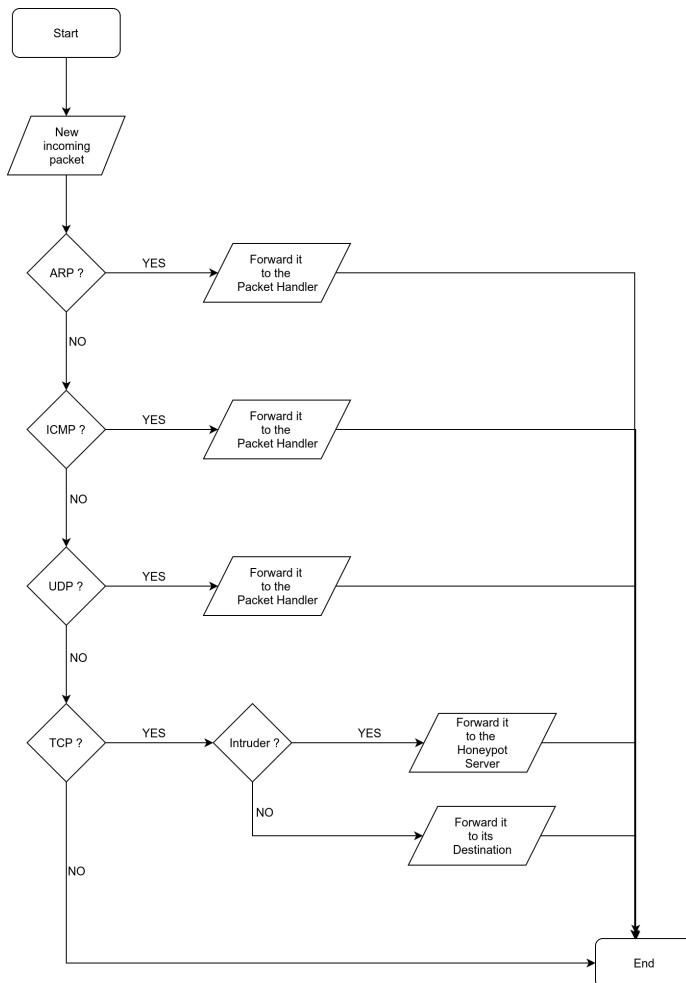 Start
New
incoming
packet
ARP ?
YES
Forward it
to the
Packet Handler
NO
ICMP ?
YES
Forward it
to the
Packet Handler
NO
UDP ?
YES
Forward it
to the
Packet Handler
NO
TCP ?
YES
Intruder ?
YES
Forward it
to the
Honeypot
Server
NO
Forward it
to its
Destination
NO
End